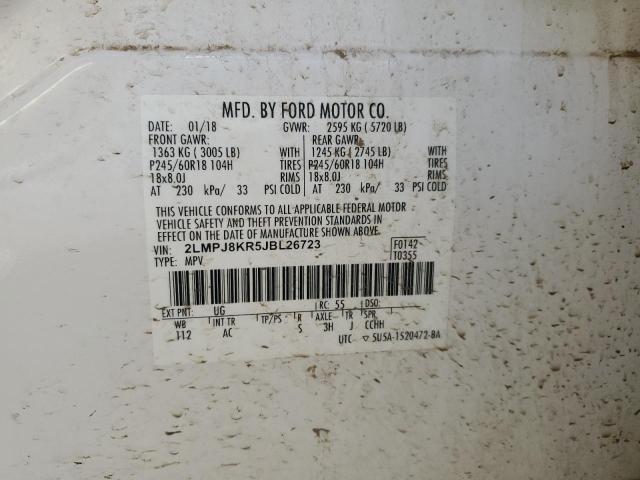 MFD. BY FORD MOTOR CO.
DATE: 01/18 GVWR: 2595 KG (5720 LB)
FRONT GAWR: REAR GAWR:
1363 KG (3005 LB) WITH 1245 KG (2745 LB) WITH
P245/60R18 104H TIRES P245/60R18 104H TIRES
18x8.0J RIMS 18x8.0J RIMS
AT 230 kPa/ 33 PSI COLD AT 230 kPa/ 33 PSI COLD
THIS VEHICLE CONFORMS TO ALL APPLICABLE FEDERAL MOTOR
VEHICLE SAFETY AND THEFT PREVENTION STANDARDS IN
EFFECT ON THE DATE OF MANUFACTURE SHOWN ABOVE.
VIN: 2LMPJ8KR5JBL26723 F0T42
TYPE: MPV T0355
EXT PNT: UG RC: 55 DSO:
WB INT TR TP/PS R AXLE TR SPR
112 AC S 3H J CCHH
UTC ▽ 5U5A-1520472-BA